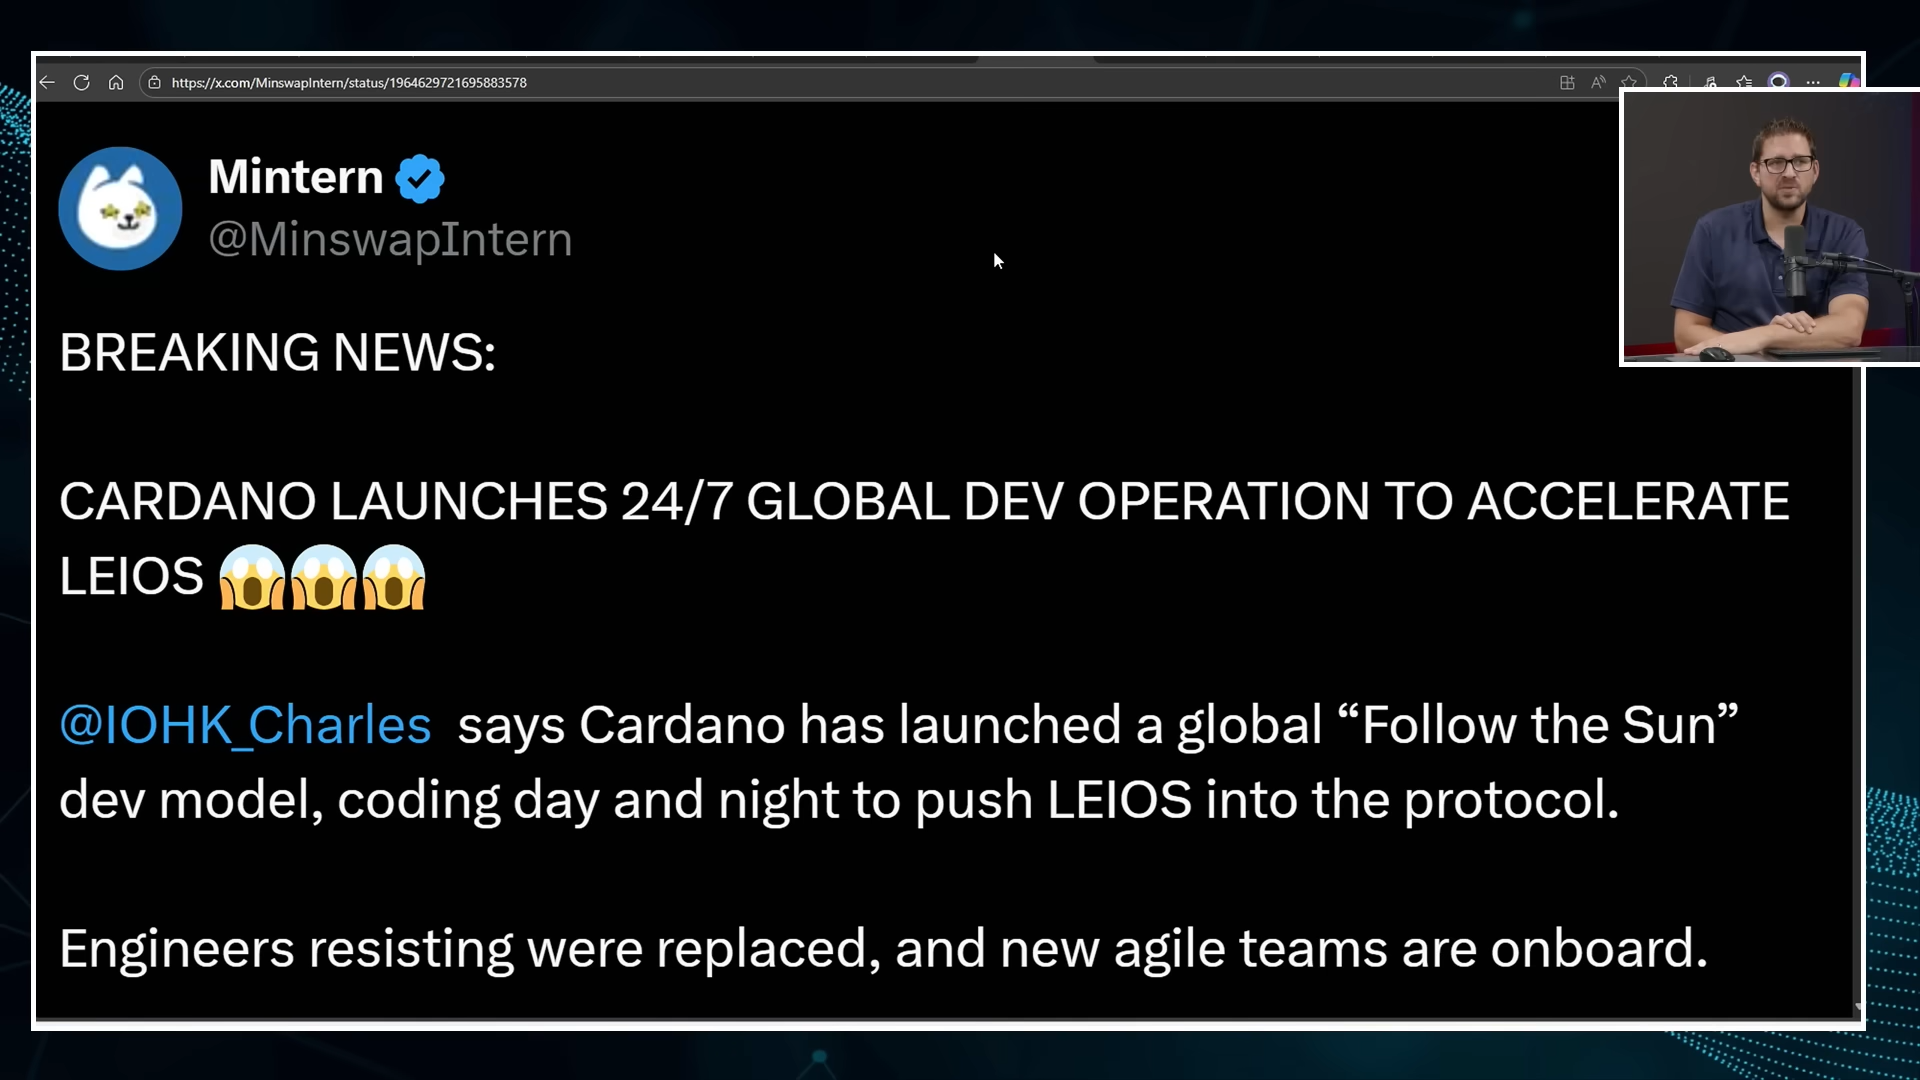 https://x.com/MinswapIntern/status/1964629721695883578
Mintern
@MinswapIntern
BREAKING NEWS:
CARDANO LAUNCHES 24/7 GLOBAL DEV OPERATION TO ACCELERATE
LEIOS 😱😱😱
@IOHK_Charles says Cardano has launched a global “Follow the Sun”
dev model, coding day and night to push LEIOS into the protocol.
Engineers resisting were replaced, and new agile teams are onboard.